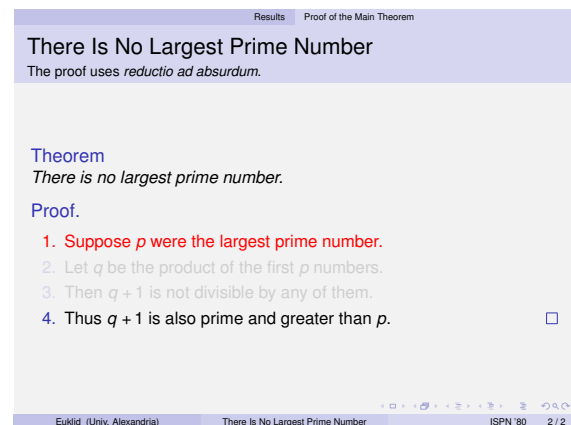 Results Proof of the Main Theorem
There Is No Largest Prime Number
The proof uses reductio ad absurdum.
Theorem
There is no largest prime number.
Proof.
1. Suppose p were the largest prime number.
2. Let q be the product of the first p numbers.
3. Then q + 1 is not divisible by any of them.
4. Thus q + 1 is also prime and greater than p.
Euklid (Univ. Alexandria) There Is No Largest Prime Number ISPN '80 2 / 2